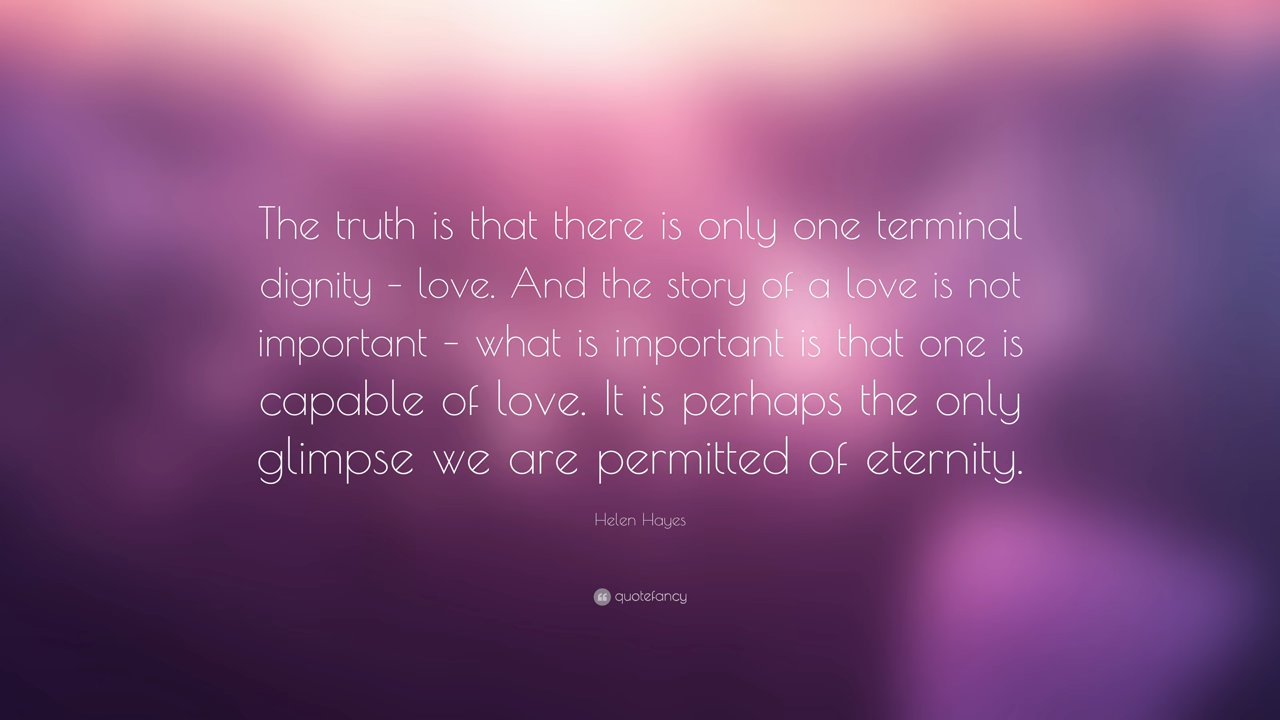 The truth is that there is only one terminal
dignity – love. And the story of a love is not
important – what is important is that one is
capable of love. It is perhaps the only
glimpse we are permitted of eternity.
Helen Hayes
quotefancy